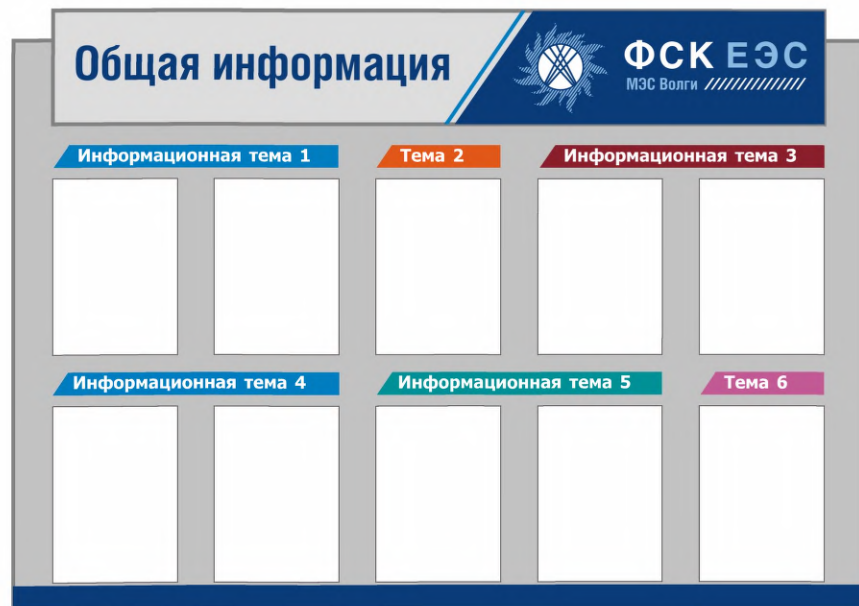 Общая информация
ФСК ЕЭС
МЭС Волги
Информационная тема 1
Тема 2
Информационная тема 3
Информационная тема 4
Информационная тема 5
Тема 6